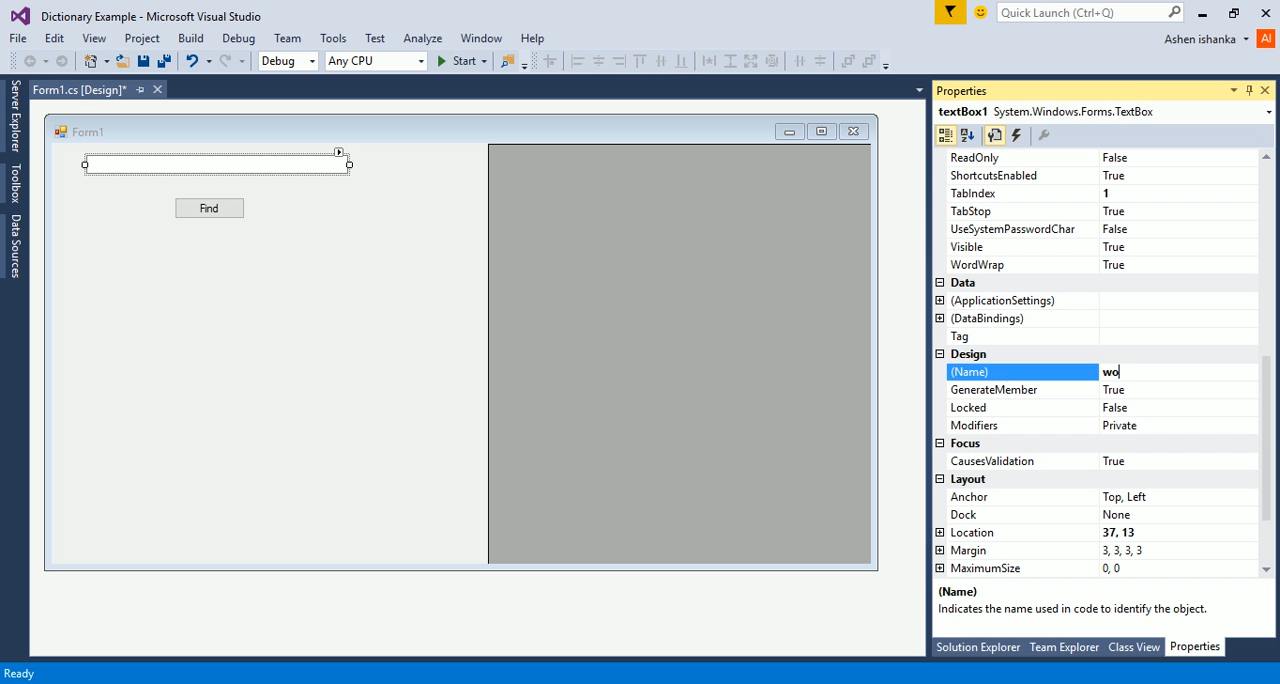 Dictionary Example - Microsoft Visual Studio
Quick Launch (Ctrl+Q)
File Edit View Project Build Debug Team Tools Test Analyze Window Help
Ashen ishanka AI
Debug Any CPU Start
Form1.cs [Design]*
Server Explorer
Toolbox
Data Sources
Form1
Find
Properties
textBox1 System.Windows.Forms.TextBox
ReadOnly False
ShortcutsEnabled True
TabIndex 1
TabStop True
UseSystemPasswordChar False
Visible True
WordWrap True
Data
(ApplicationSettings)
(DataBindings)
Tag
Design
(Name) wo
GenerateMember True
Locked False
Modifiers Private
Focus
CausesValidation True
Layout
Anchor Top, Left
Dock None
Location 37, 13
Margin 3, 3, 3, 3
MaximumSize 0, 0
(Name)
Indicates the name used in code to identify the object.
Solution Explorer Team Explorer Class View Properties
Ready